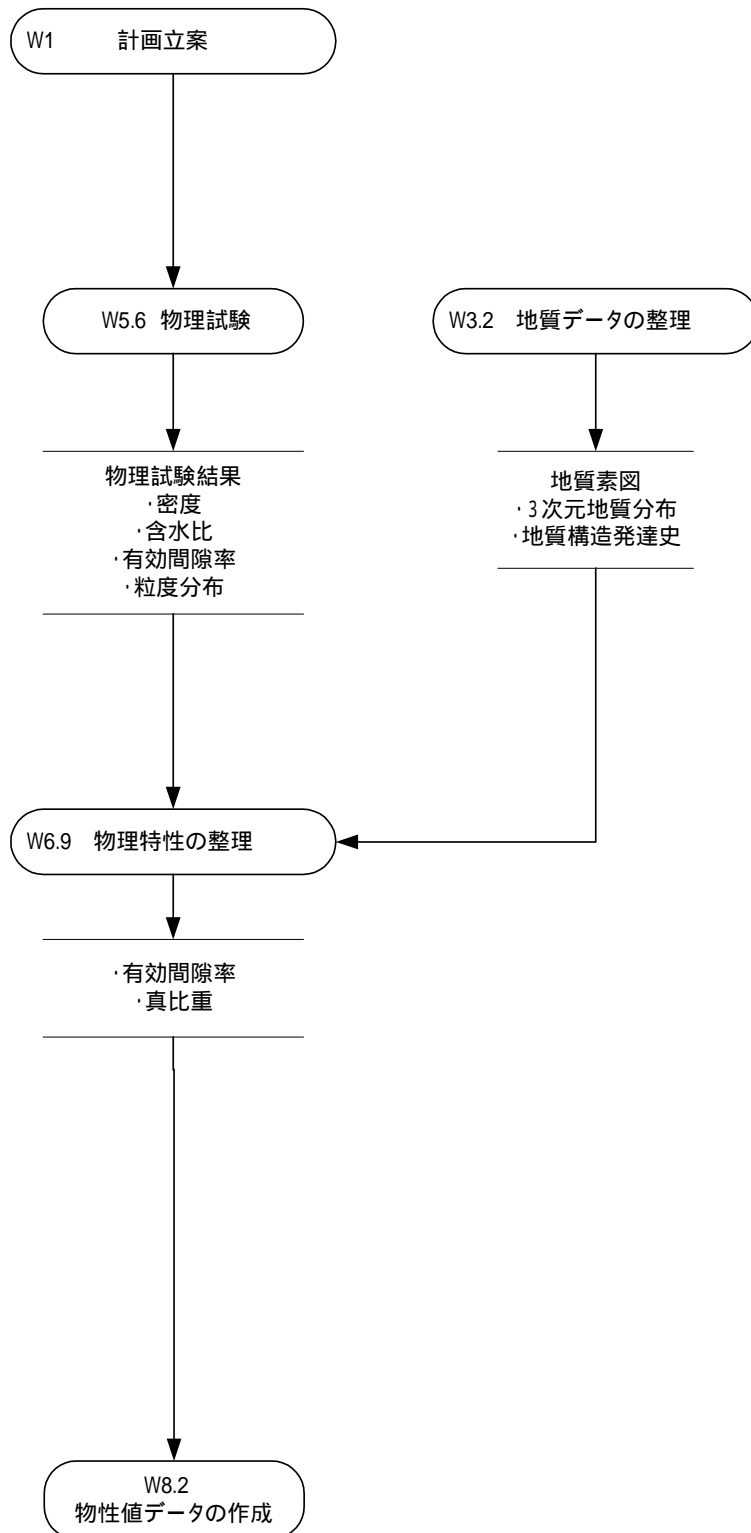 W1 計画立案
W5.6 物理試験
W3.2 地質データの整理
物理試験結果
・密度
・含水比
・有効間隙率
・粒度分布
地質素図
・3次元地質分布
・地質構造発達史
W6.9 物理特性の整理
・有効間隙率
・真比重
W8.2
物性値データの作成